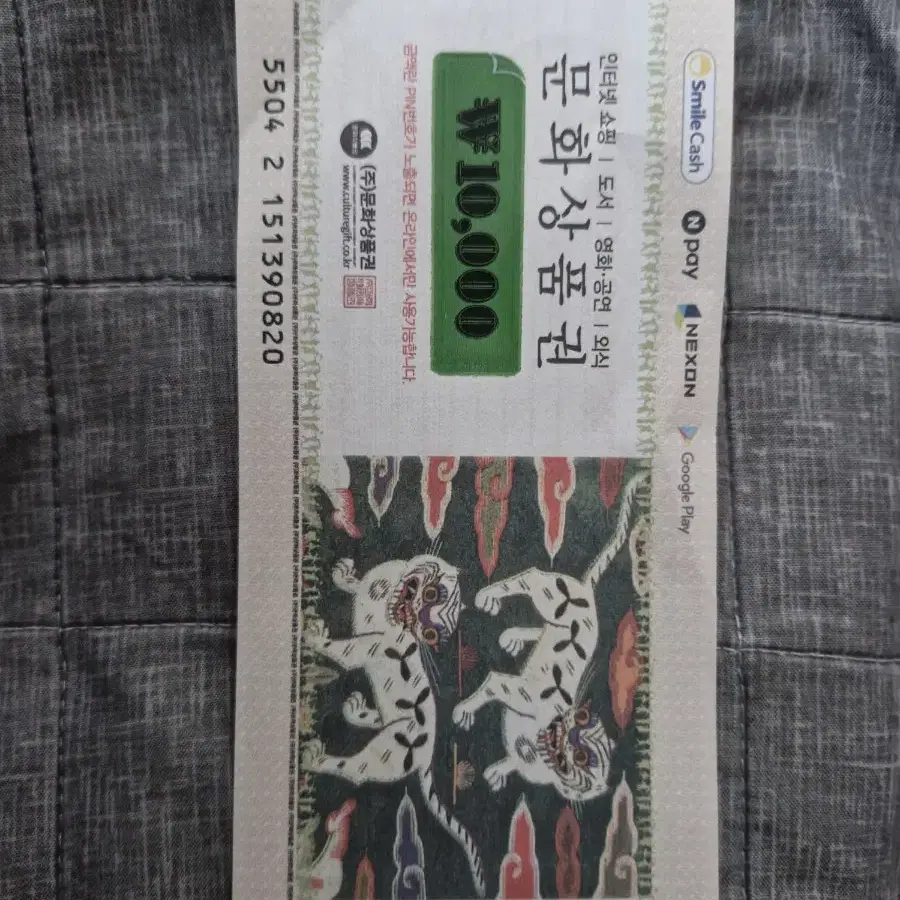 SmileCash N pay NEXON Google Play
인터넷 쇼핑 | 도서 | 영화·공연 | 외식
문화상품권
₩10,000
금액란 PIN번호가 노출되면 온라인에서만 사용가능합니다.
(주)문화상품권
www.culturegift.co.kr
5504 2 15139082０